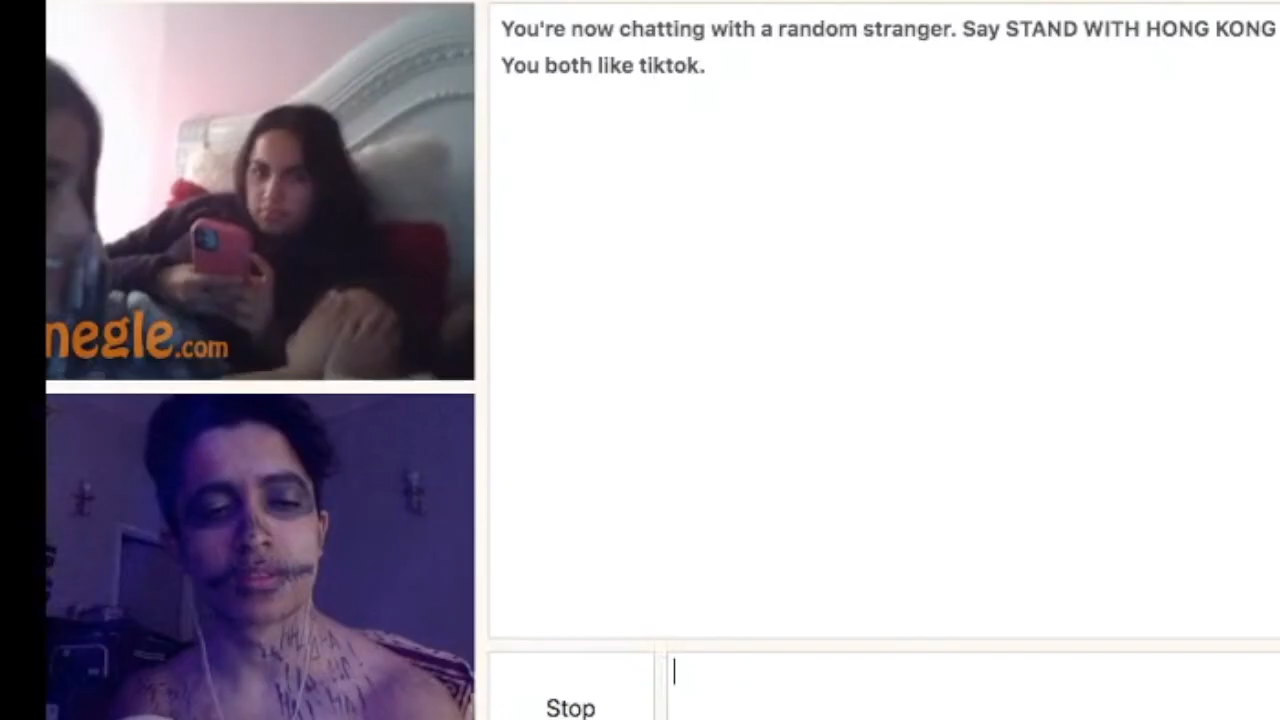 You're now chatting with a random stranger. Say STAND WITH HONG KONG
You both like tiktok.
negle.com
HA
Stop